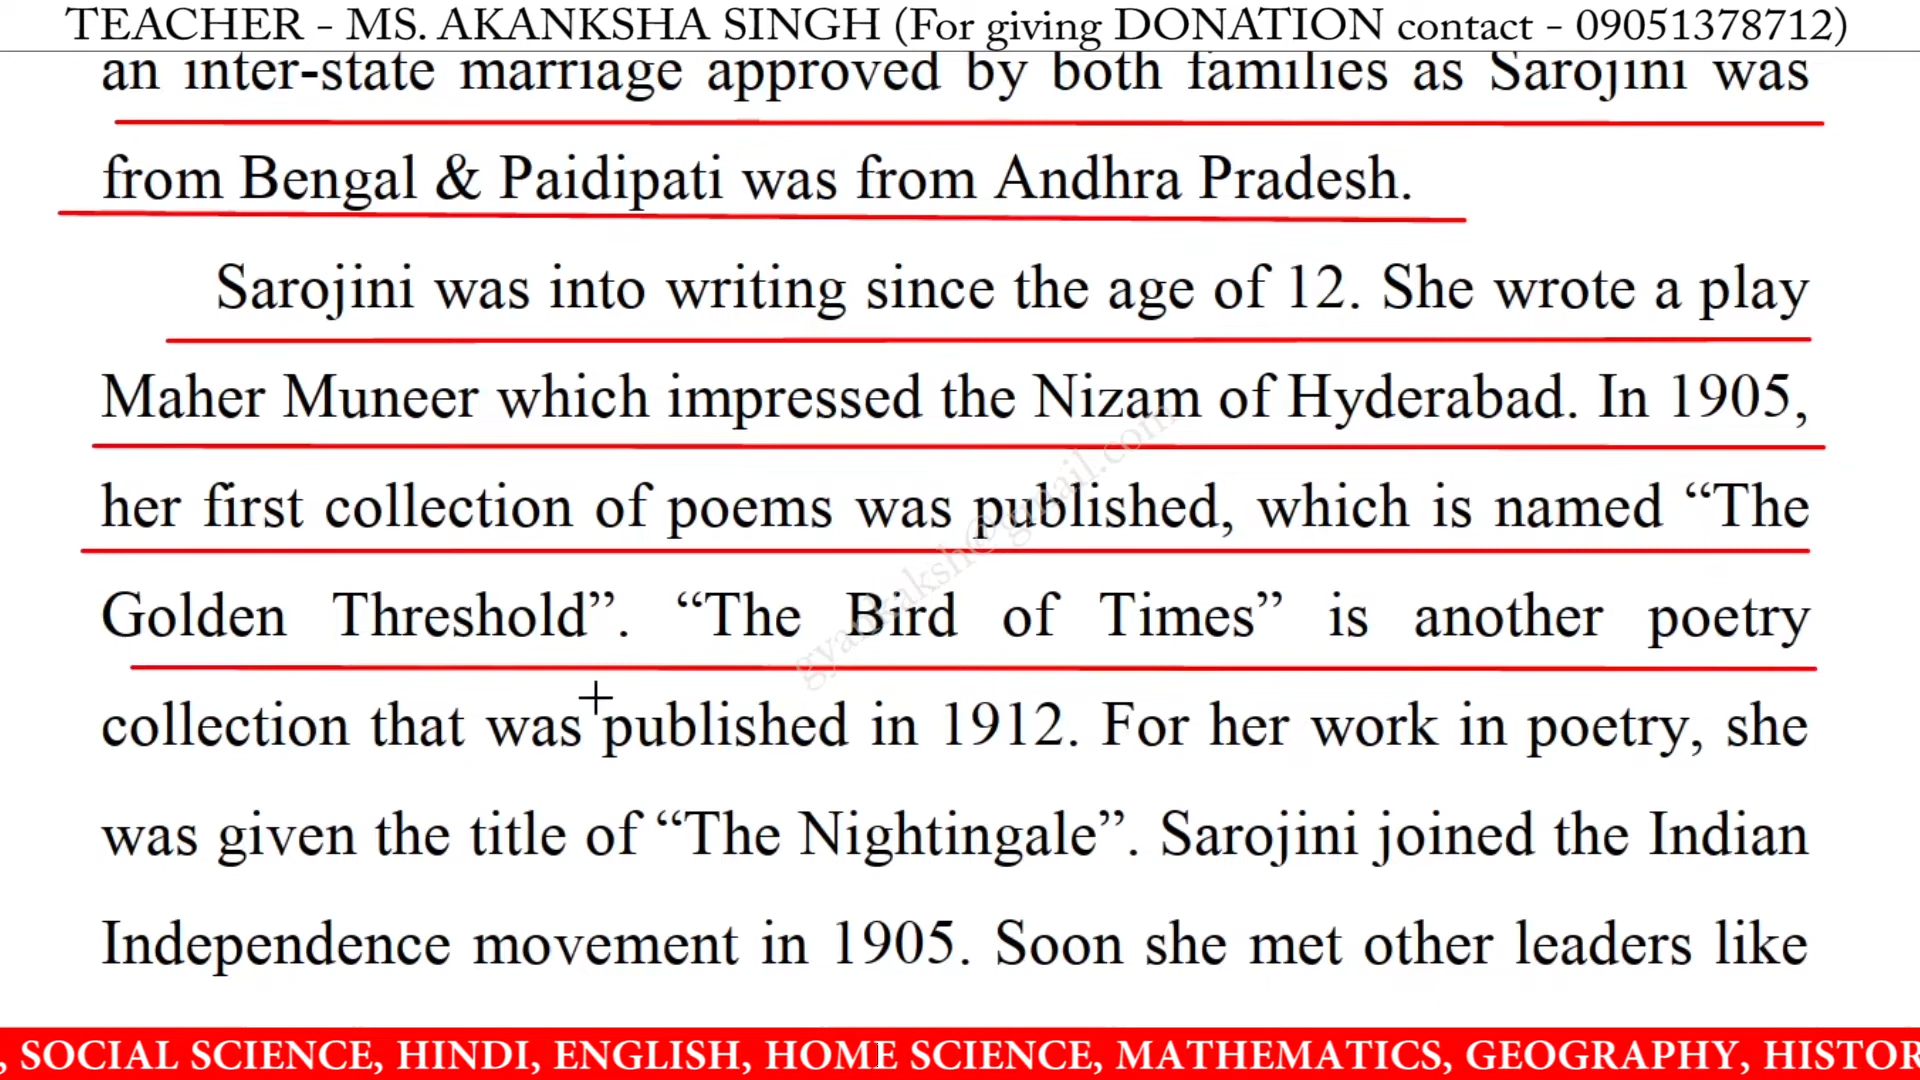 TEACHER - MS. AKANKSHA SINGH (For giving DONATION contact - 09051378712)
an inter-state marriage approved by both families as Sarojini was
from Bengal & Paidipati was from Andhra Pradesh.
Sarojini was into writing since the age of 12. She wrote a play
Maher Muneer which impressed the Nizam of Hyderabad. In 1905,
her first collection of poems was published, which is named “The
Golden Threshold”. “The Bird of Times” is another poetry
collection that was published in 1912. For her work in poetry, she
was given the title of “The Nightingale”. Sarojini joined the Indian
Independence movement in 1905. Soon she met other leaders like
gyankaksh@gmail.com
, SOCIAL SCIENCE, HINDI, ENGLISH, HOME SCIENCE, MATHEMATICS, GEOGRAPHY, HISTOR